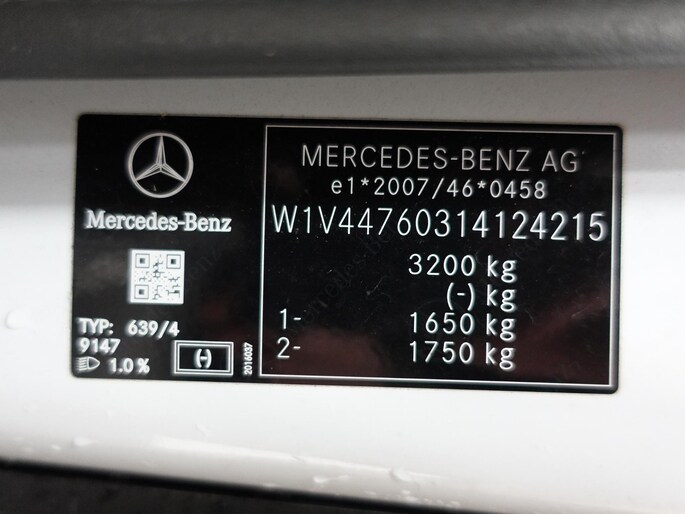 MERCEDES-BENZ AG
e1*2007/46*0458
W1V44760314124215
3200 kg
(-) kg
1- 1650 kg
2- 1750 kg
Mercedes-Benz
TYP: 639/4
9147
1.0 %
(-)
2016037